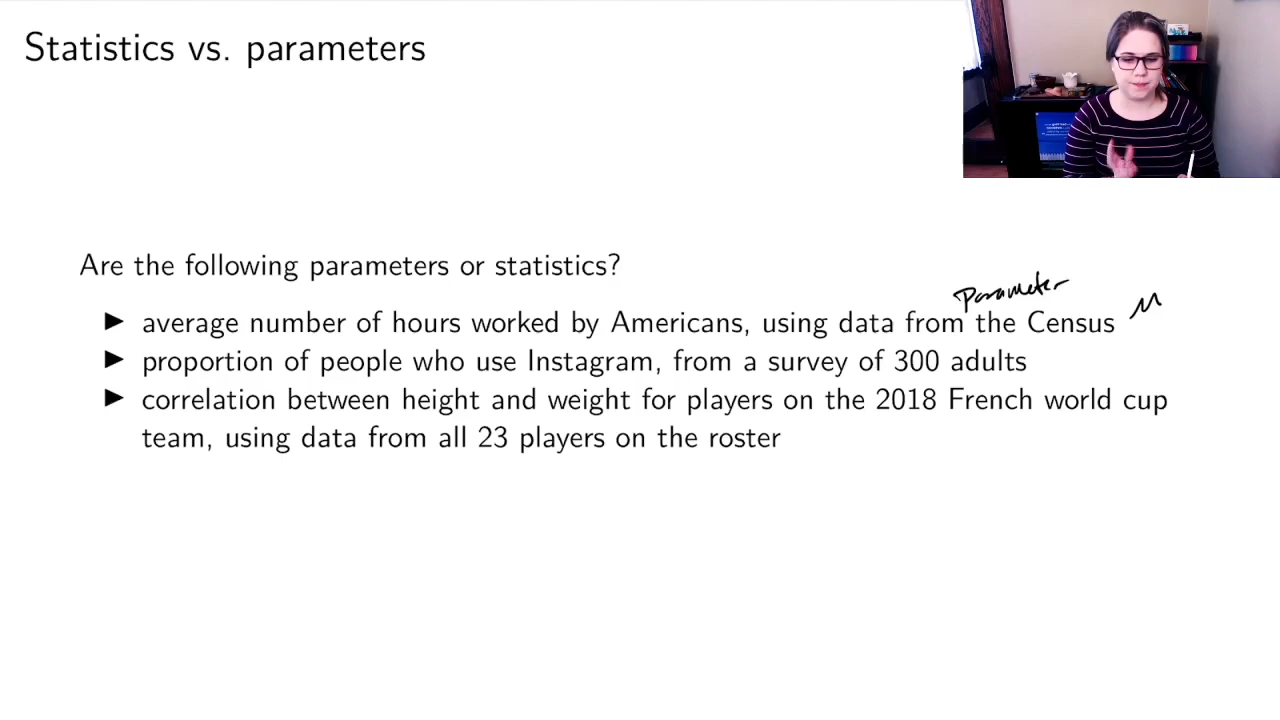 Statistics vs. parameters
Are the following parameters or statistics?
Parameter
▶ average number of hours worked by Americans, using data from the Census μ
▶ proportion of people who use Instagram, from a survey of 300 adults
▶ correlation between height and weight for players on the 2018 French world cup
team, using data from all 23 players on the roster